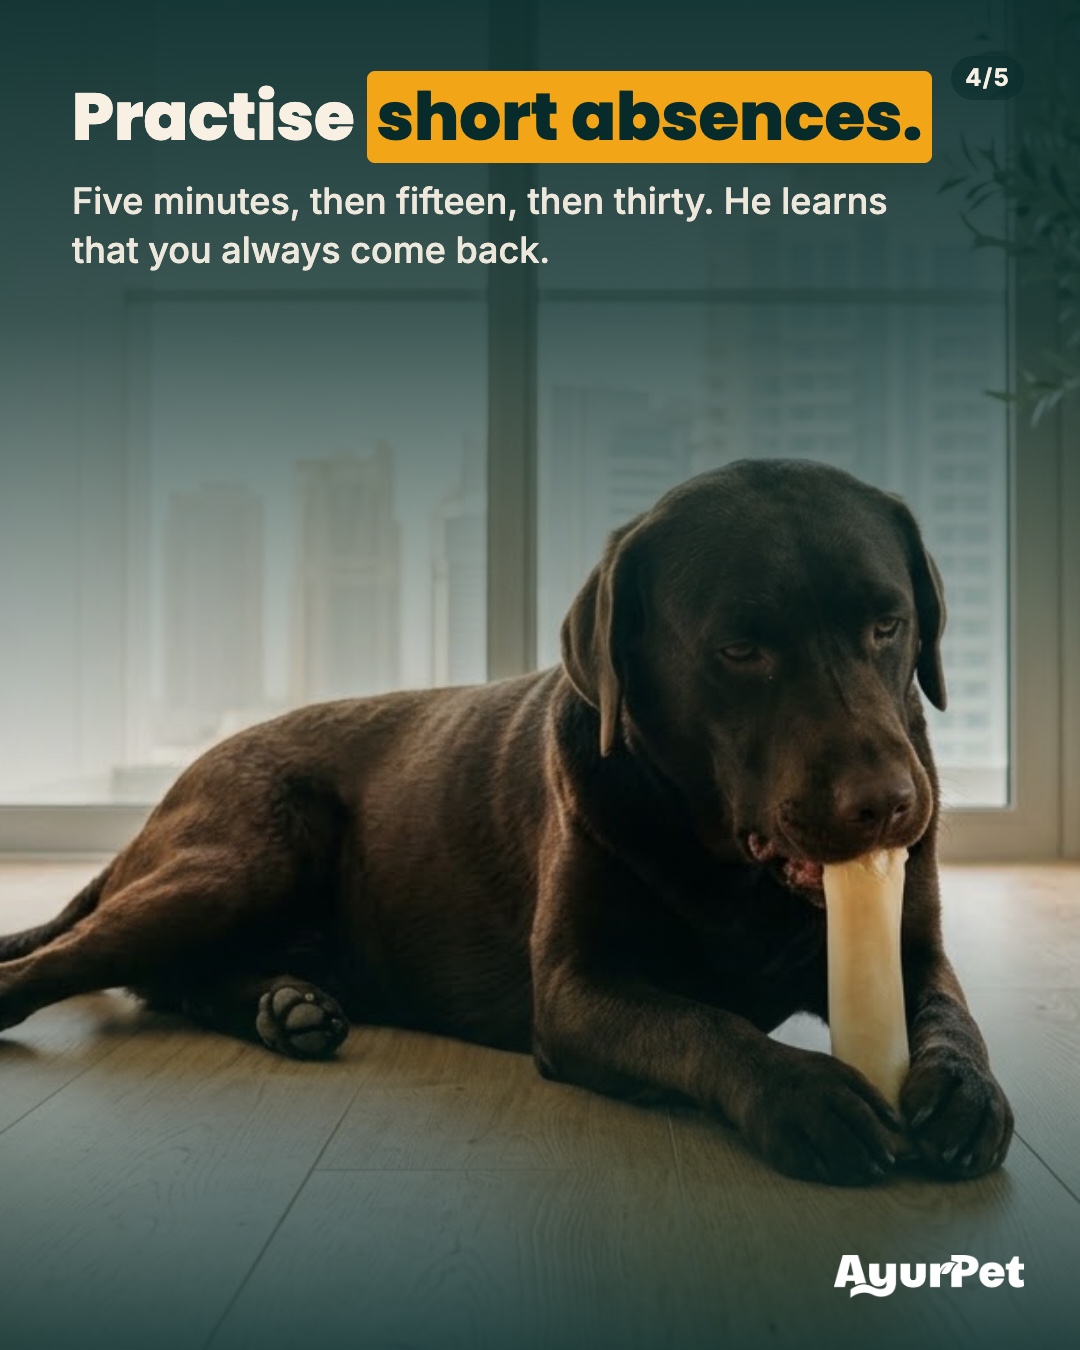 Practise short absences.
4/5
Five minutes, then fifteen, then thirty. He learns
that you always come back.
AyurPet